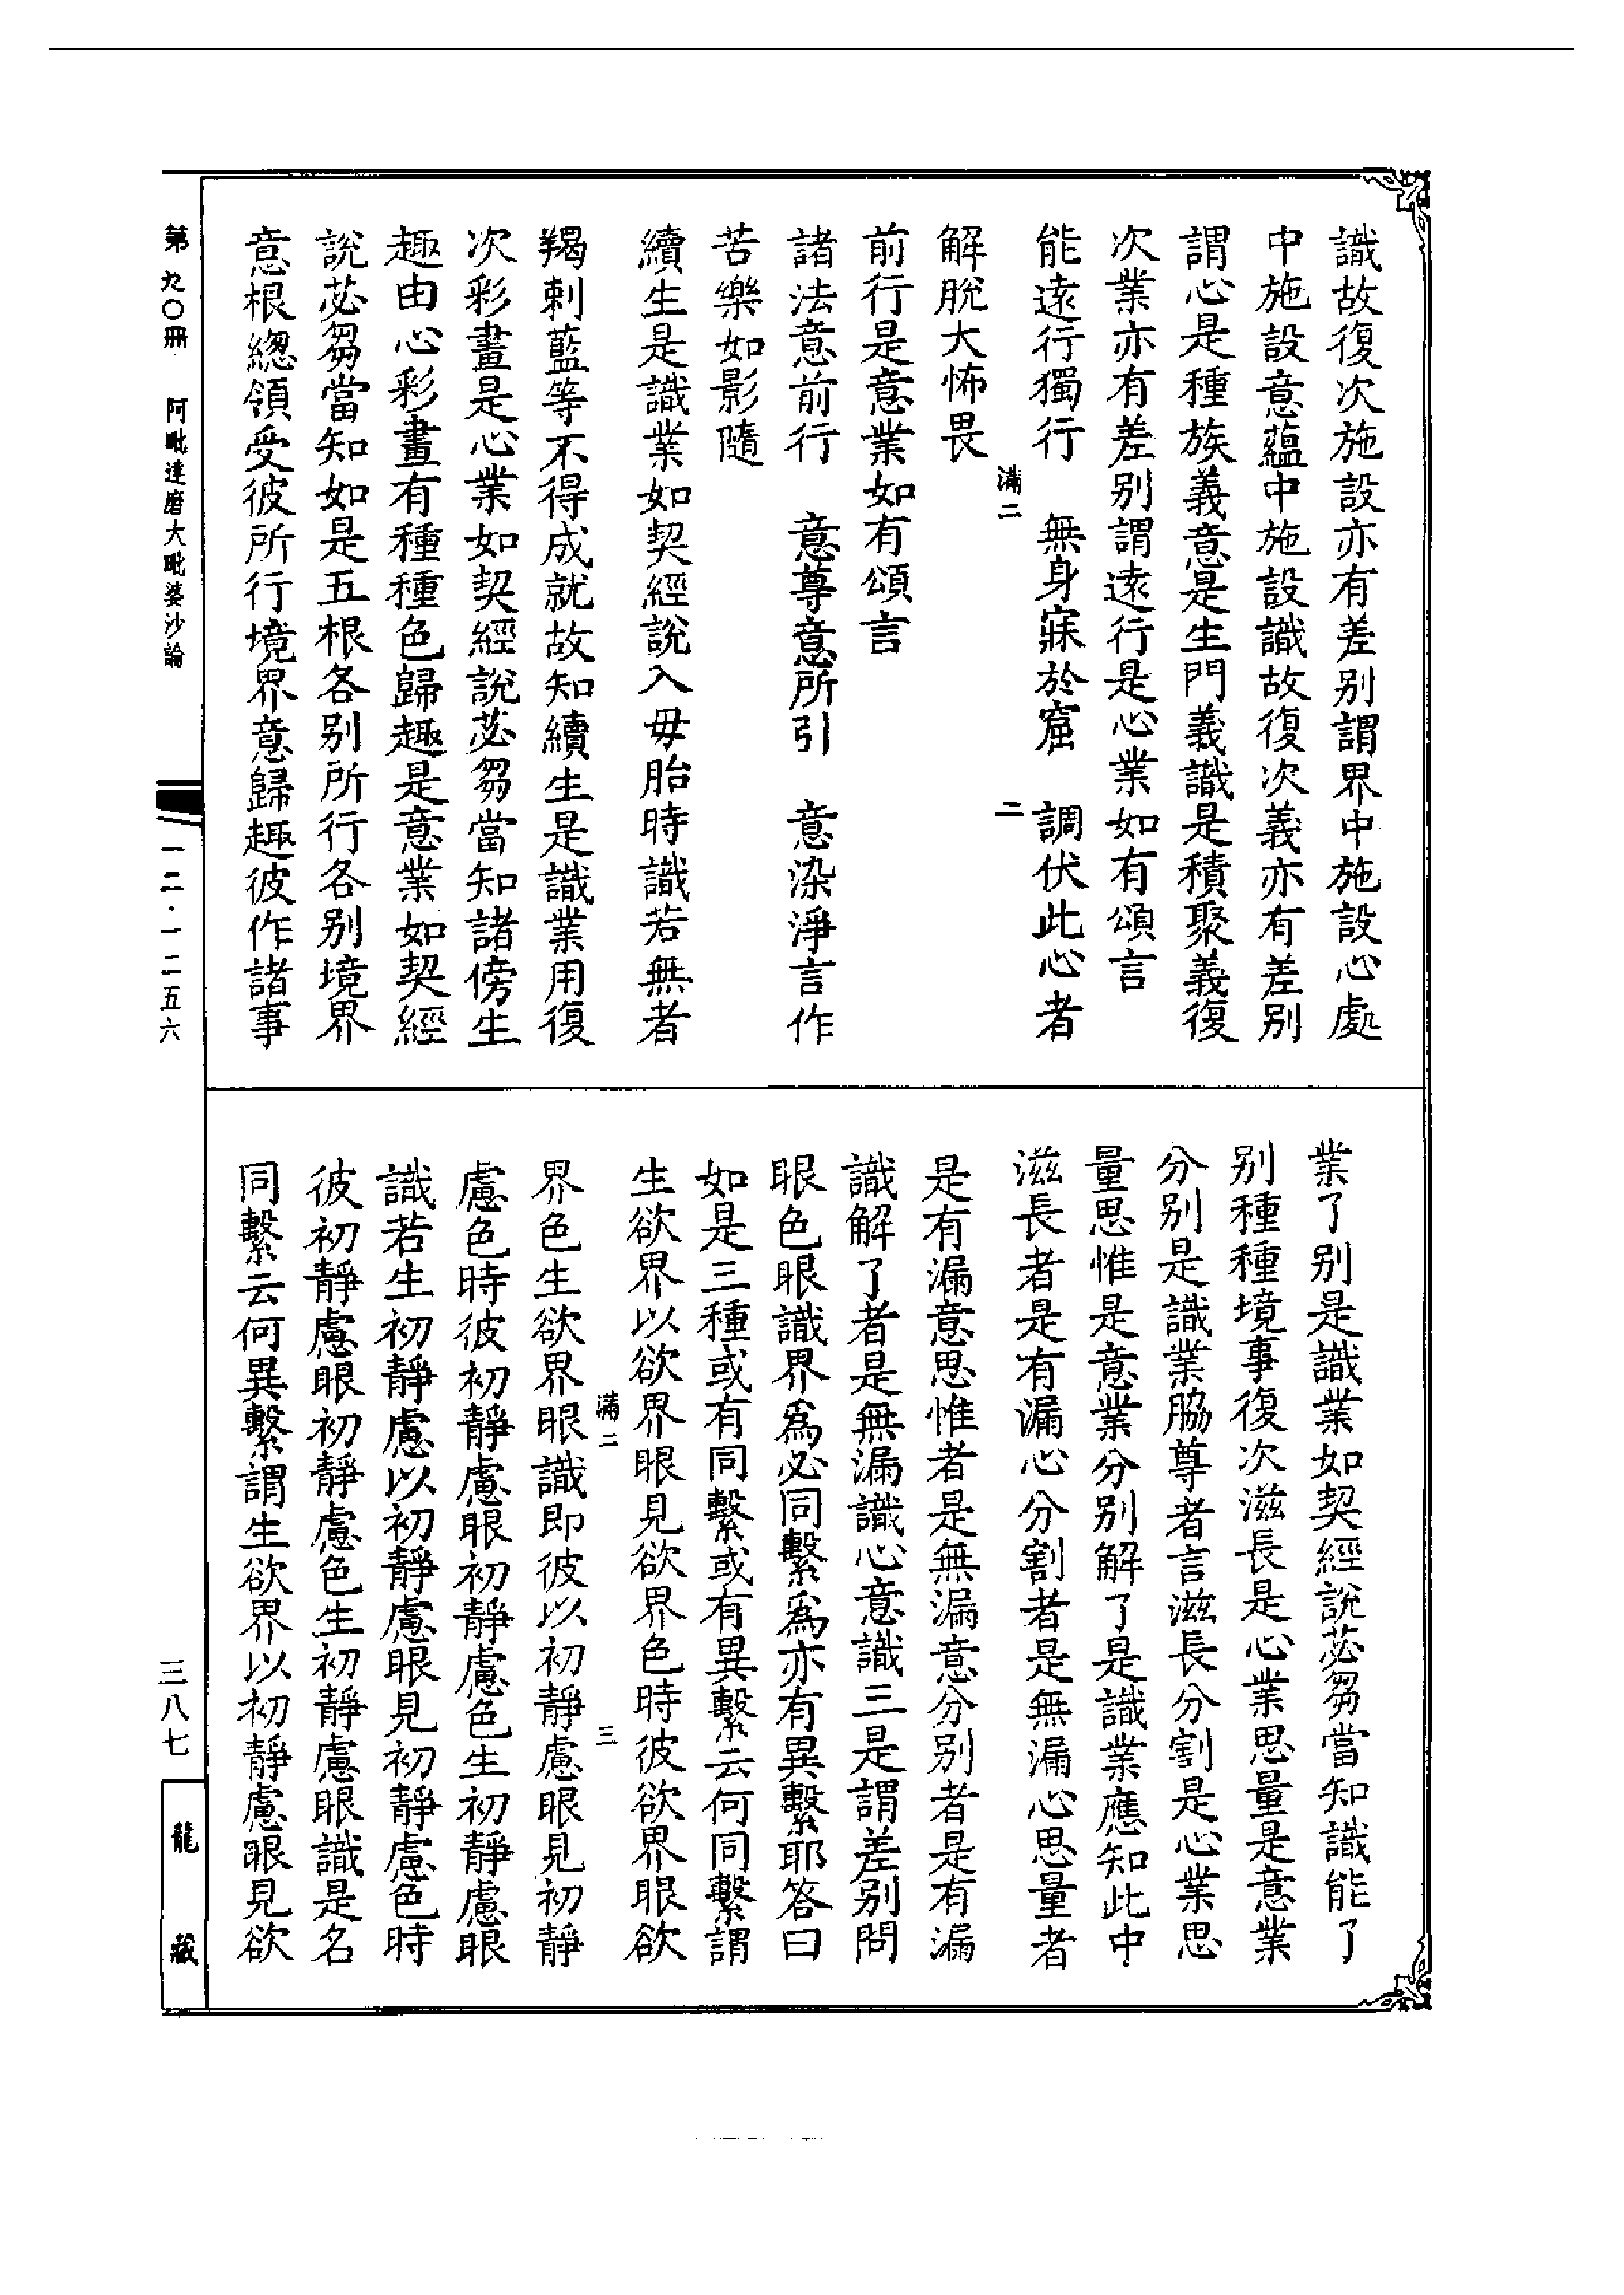 識故復次施設亦有差別謂界中施設心處
中施設意蘊中施設識故復次義亦有差別
謂心是種族義意是生門義識是積聚義復
次業亦有差別謂遠行是心業如有頌言
能遠行獨行　無身寐於窟　調伏此心者
滿二　二
解脫大怖畏
前行是意業如有頌言
諸法意前行　意尊意所引　意染淨言作
苦樂如影隨
續生是識業如契經說入母胎時識若無者
羯剌藍等不得成就故知續生是識業用復
次彩畫是心業如契經說苾芻當知諸傍生
趣由心彩畫有種種色歸趣是意業如契經
說苾芻當知如是五根各別所行各別境界
意根總領受彼所行境界意歸趣彼作諸事
業了別是識業如契經說苾芻當知識能了
別種種境事復次滋長是心業思量是意業
分別是識業脇尊者言滋長分割是心業思
量思惟是意業分別解了是識業應知此中
滋長者是有漏心分割者是無漏心思量者
是有漏意思惟者是無漏意分別者是有漏
識解了者是無漏識心意識三是謂差別問
眼色眼識界爲必同繫爲亦有異繫耶答曰
如是三種或有同繫或有異繫云何同繫謂
生欲界以欲界眼見欲界色時彼欲界眼欲
滿二　三
界色生欲界眼識即彼以初靜慮眼見初靜
慮色時彼初靜慮眼初靜慮色生初靜慮眼
識若生初靜慮以初靜慮眼見初靜慮色時
彼初靜慮眼初靜慮色生初靜慮眼識是名
同繫云何異繫謂生欲界以初靜慮眼見欲
第九〇冊　阿毗達磨大毗婆沙論
一二·一二五六
三八七
龍藏